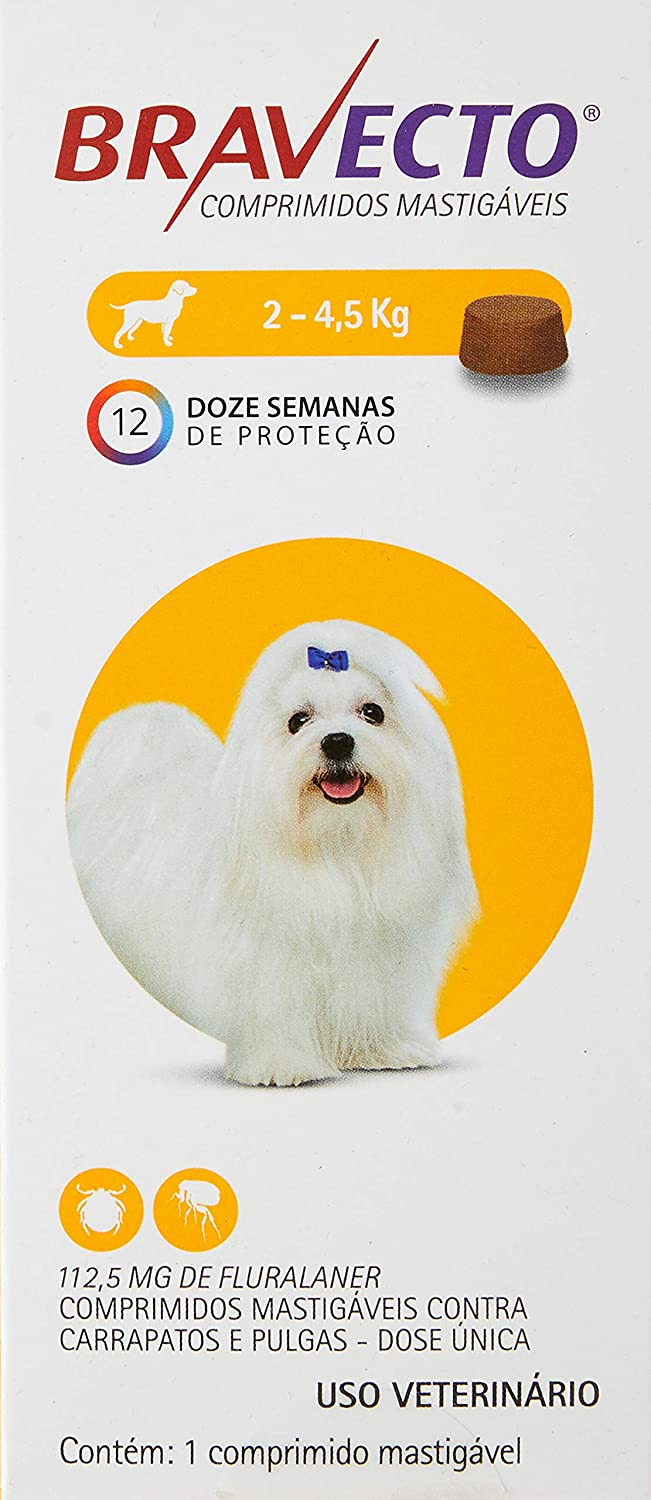 BRAVECTO®
COMPRIMIDOS MASTIGÁVEIS
2 - 4,5 Kg
12
DOZE SEMANAS
DE PROTEÇÃO
112,5 MG DE FLURALANER
COMPRIMIDOS MASTIGÁVEIS CONTRA
CARRAPATOS E PULGAS - DOSE ÚNICA
USO VETERINÁRIO
Contém: 1 comprimido mastigável